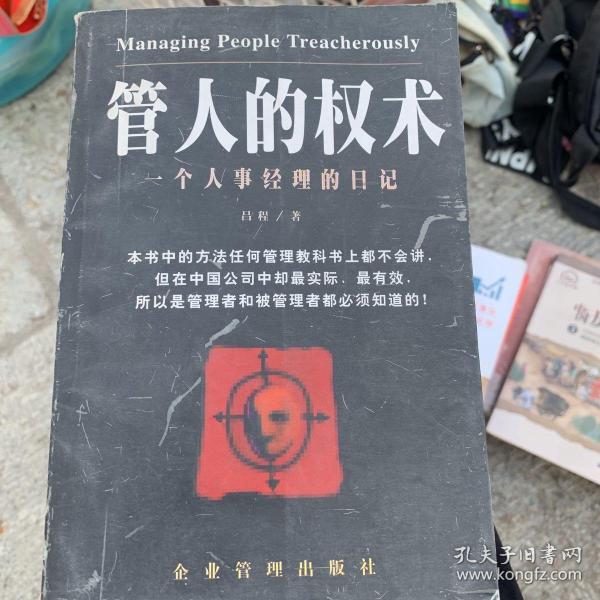 Managing People Treacherously
管人的权术
一个人事经理的日记
吕程/著
本书中的方法任何管理教科书上都不会讲，
但在中国公司中却最实际、最有效，
所以是管理者和被管理者都必须知道的！
企业管理出版社
孔夫子旧书网
www.kongfz.com